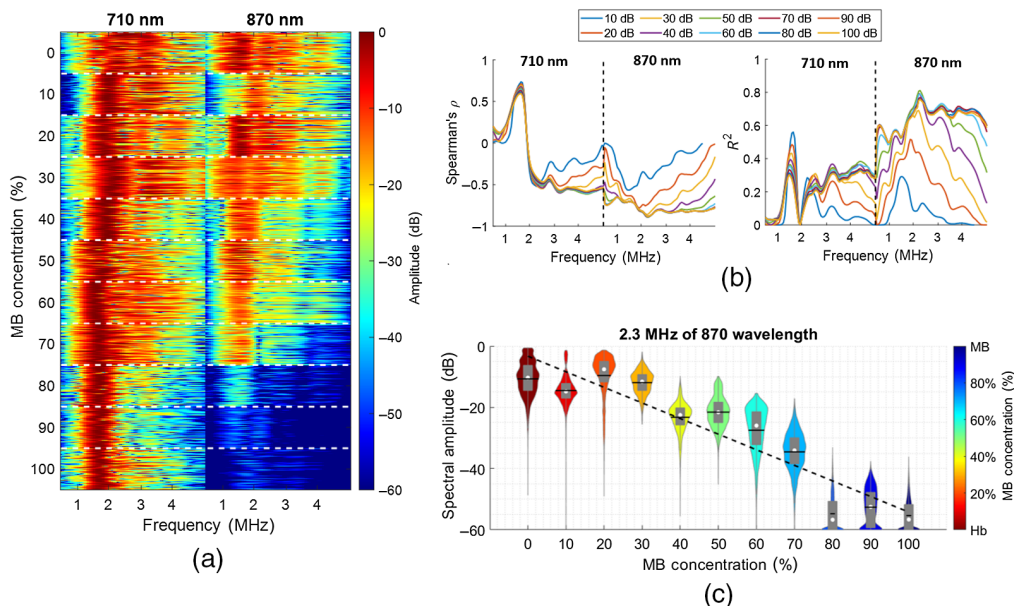 710 nm 870 nm
MB concentration (%)
0
10
20
30
40
50
60
70
80
90
100
1 2 3 4 1 2 3 4
Frequency (MHz)
0
−10
−20
−30
−40
−50
−60
Amplitude (dB)
(a)
10 dB 30 dB 50 dB 70 dB 90 dB
20 dB 40 dB 60 dB 80 dB 100 dB
710 nm 870 nm
Spearman's ρ
1
0.5
0
−0.5
−1
1 2 3 4 1 2 3 4
Frequency (MHz)
710 nm 870 nm
R²
1
0.8
0.6
0.4
0.2
0
1 2 3 4 1 2 3 4
Frequency (MHz)
(b)
2.3 MHz of 870 wavelength
Spectral amplitude (dB)
0
−20
−40
−60
0 10 20 30 40 50 60 70 80 90 100
MB concentration (%)
MB
80%
60%
40%
20%
Hb
MB concentration (%)
(c)